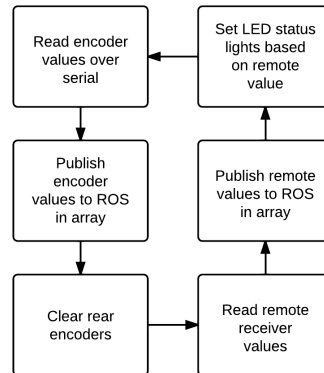 Read encoder
values over
serial
Set LED status
lights based
on remote
value
Publish
encoder
values to ROS
in array
Publish remote
values to ROS
in array
Clear rear
encoders
Read remote
receiver
values